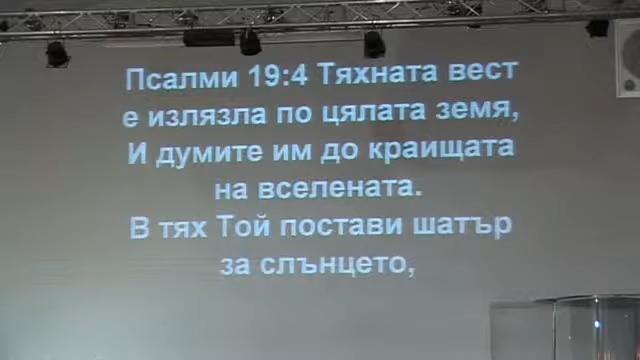 Псалми 19:4 Тяхната вест
е излязла по цялата земя,
И думите им до краищата
на вселената.
В тях Той постави шатър
за слънцето,